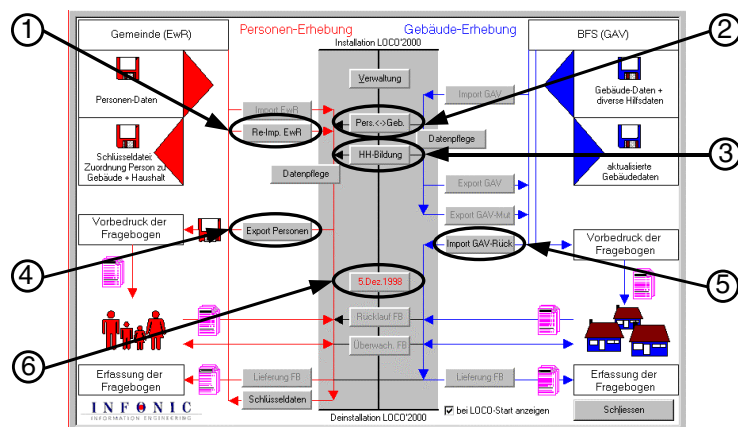 1
2
3
4
5
6
Gemeinde (EwR)
Personen-Erhebung
Gebäude-Erhebung
BFS (GAV)
Installation LOCO'2000
Personen-Daten
Schlüsseldatei:
Zuordnung Person zu
Gebäude + Haushalt
Gebäude-Daten +
diverse Hilfsdaten
aktualisierte
Gebäudedaten
Verwaltung
Import EwR
Re-Imp. EwR
Pers.<->Geb.
Import GAV
Datenpflege
HH-Bildung
Datenpflege
Export GAV
Export GAV-Mut
Export Personen
Import GAV-Rück
Vorbedruck der
Fragebogen
Vorbedruck der
Fragebogen
5.Dez.1998
Rücklauf FB
Überwach. FB
Erfassung der
Fragebogen
Lieferung FB
Schlüsseldaten
Lieferung FB
Erfassung der
Fragebogen
INFONIC
INFORMATION ENGINEERING
Deinstallation LOCO'2000
bei LOCO-Start anzeigen
Schliessen